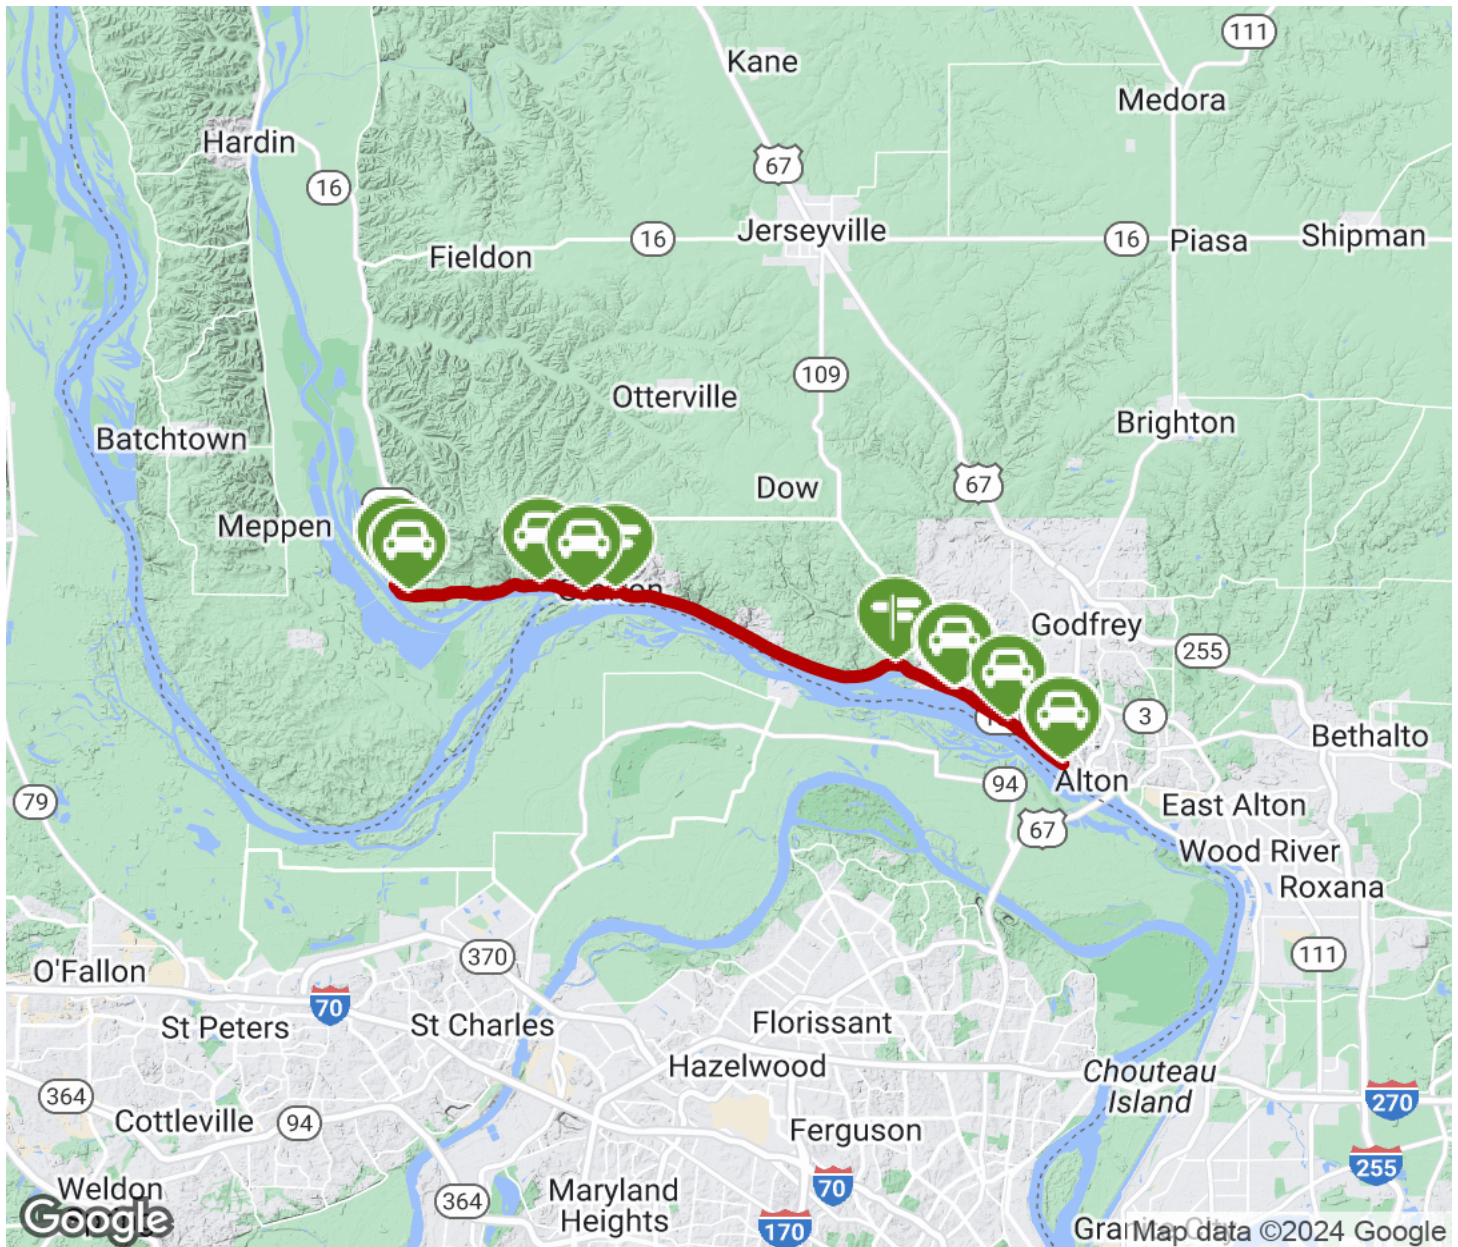 111
Kane
Medora
Hardin
67
16
Jerseyville
16
16
Piasa
Shipman
Fieldon
109
Otterville
Brighton
Batchtown
Dow
67
Meppen
Godfrey
255
3
Bethalto
79
94
Alton
East Alton
67
Wood River
Roxana
370
111
O'Fallon
70
St Peters
St Charles
Florissant
Hazelwood
Chouteau
Island
364
270
Cottleville
94
Ferguson
255
Weldon
70
Maryland
Heights
364
170
Google
Map data ©2024 Google